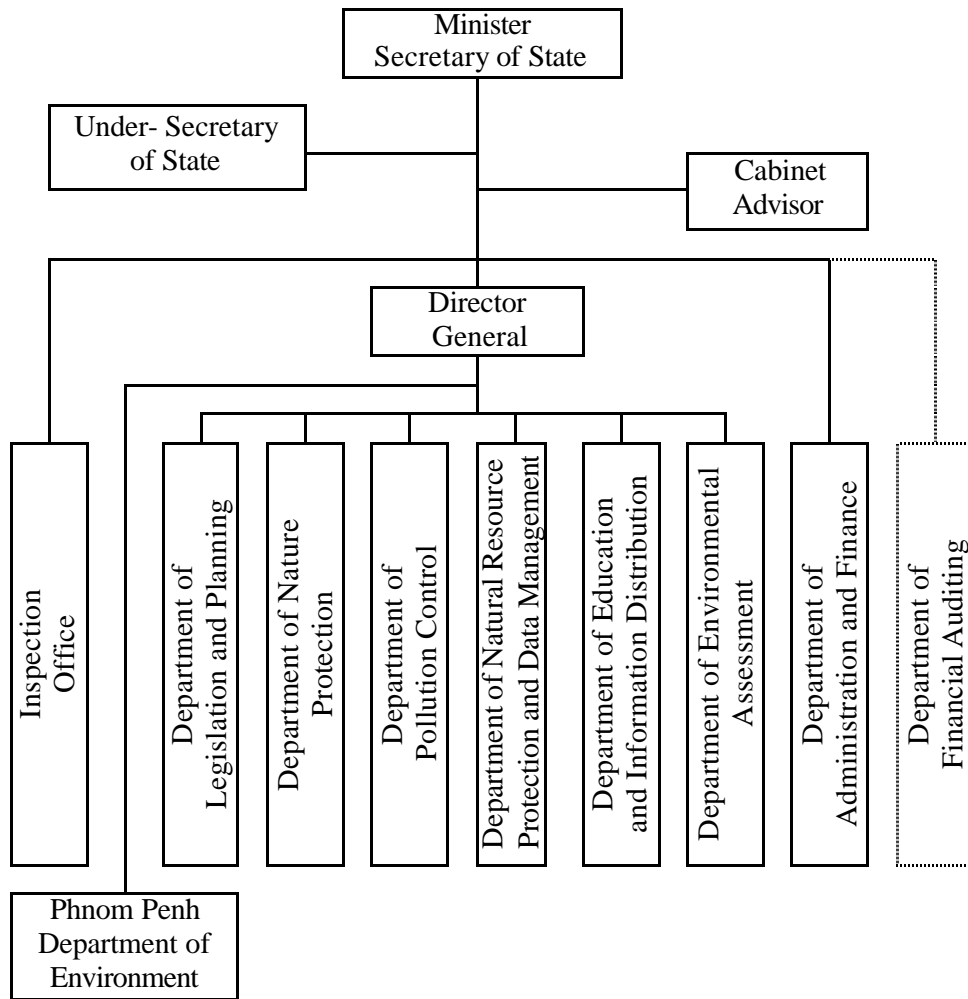 Minister
Secretary of State
Under- Secretary
of State
Cabinet
Advisor
Director
General
Inspection
Office
Department of
Legislation and Planning
Department of Nature
Protection
Department of
Pollution Control
Department of Natural Resource
Protection and Data Management
Department of Education
and Information Distribution
Department of Environmental
Assessment
Department of
Administration and Finance
Department of
Financial Auditing
Phnom Penh
Department of
Environment